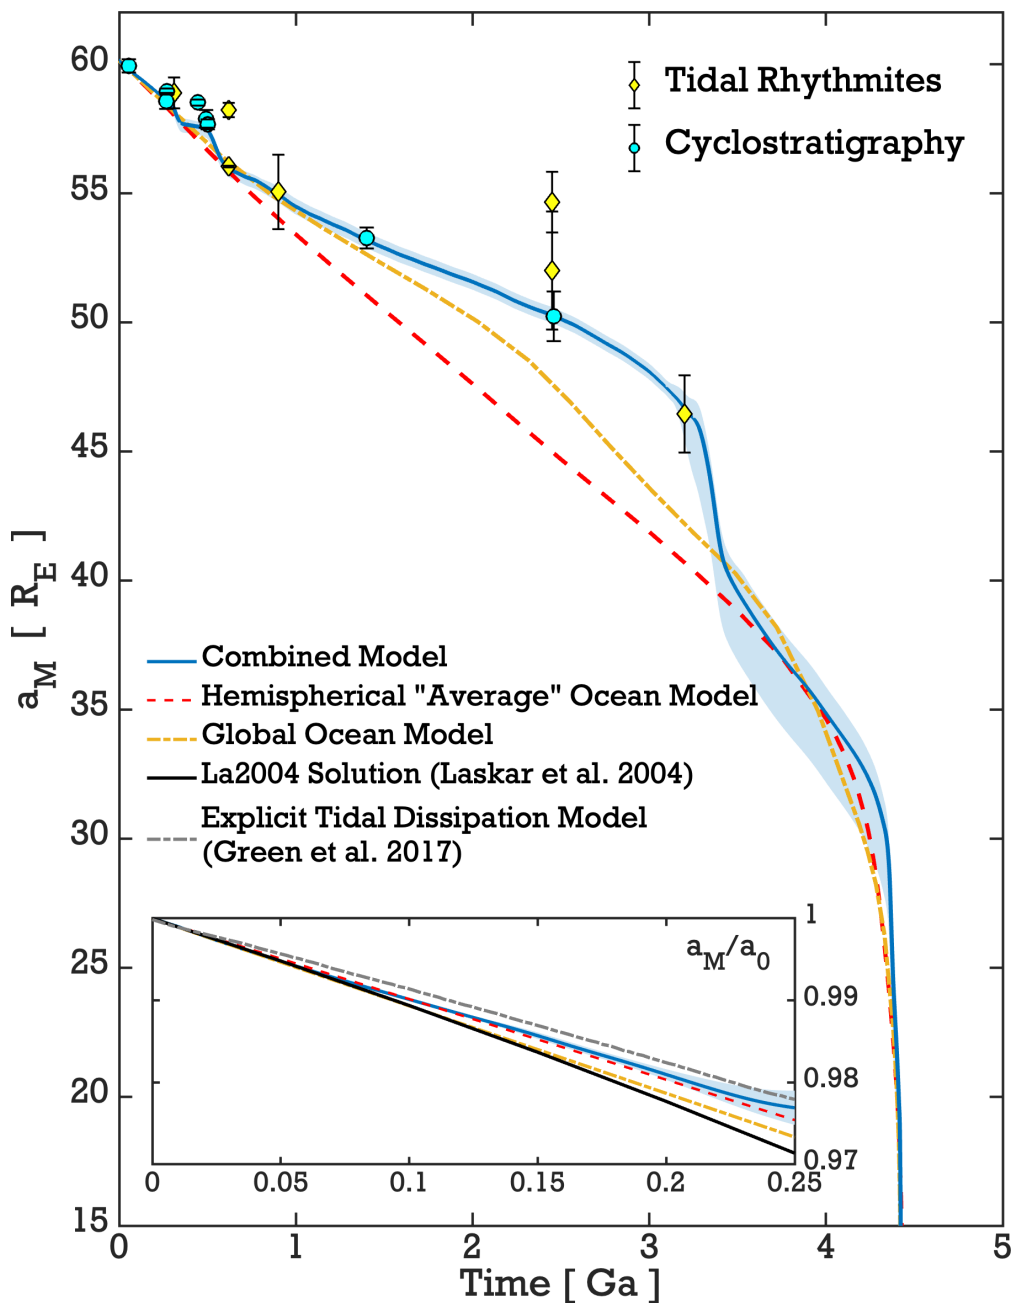 60
55
50
45
40
35
30
25
20
15
a_M [ R_E ]
Tidal Rhythmites
Cyclostratigraphy
Combined Model
Hemispherical "Average" Ocean Model
Global Ocean Model
La2004 Solution (Laskar et al. 2004)
Explicit Tidal Dissipation Model
(Green et al. 2017)
a_M/a_0
1
0.99
0.98
0.97
0 0.05 0.1 0.15 0.2 0.25
0 1 2 3 4 5
Time [ Ga ]